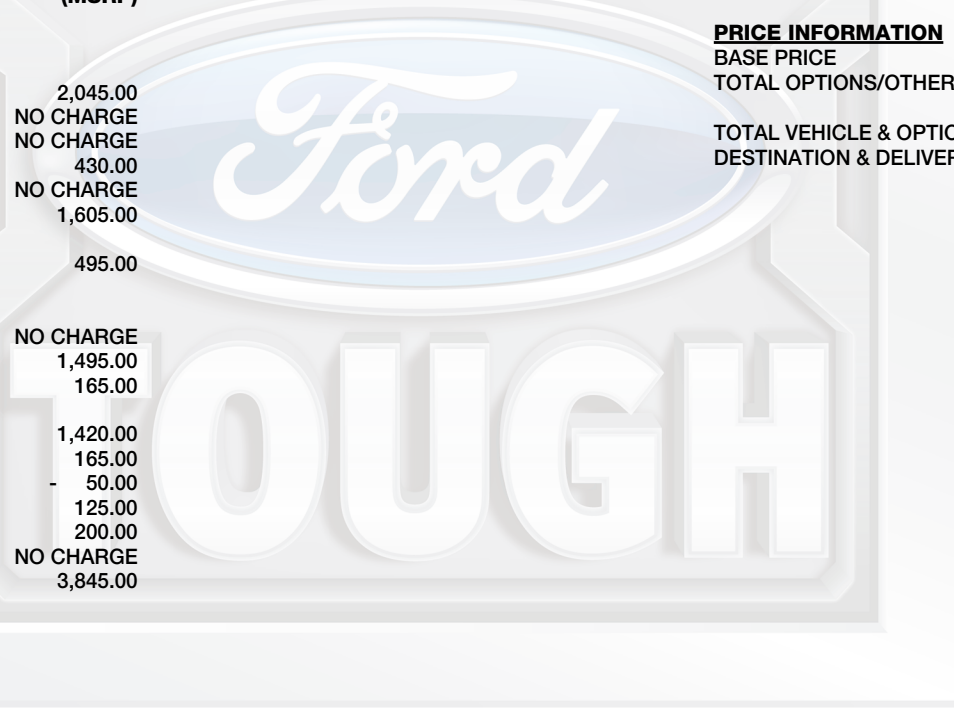 (MSRP)
2,045.00
NO CHARGE
NO CHARGE
430.00
NO CHARGE
1,605.00
495.00
NO CHARGE
1,495.00
165.00
1,420.00
165.00
- 50.00
125.00
200.00
NO CHARGE
3,845.00
PRICE INFORMATION
BASE PRICE
TOTAL OPTIONS/OTHER
TOTAL VEHICLE & OPTIO
DESTINATION & DELIVER
Ford
TOUGH